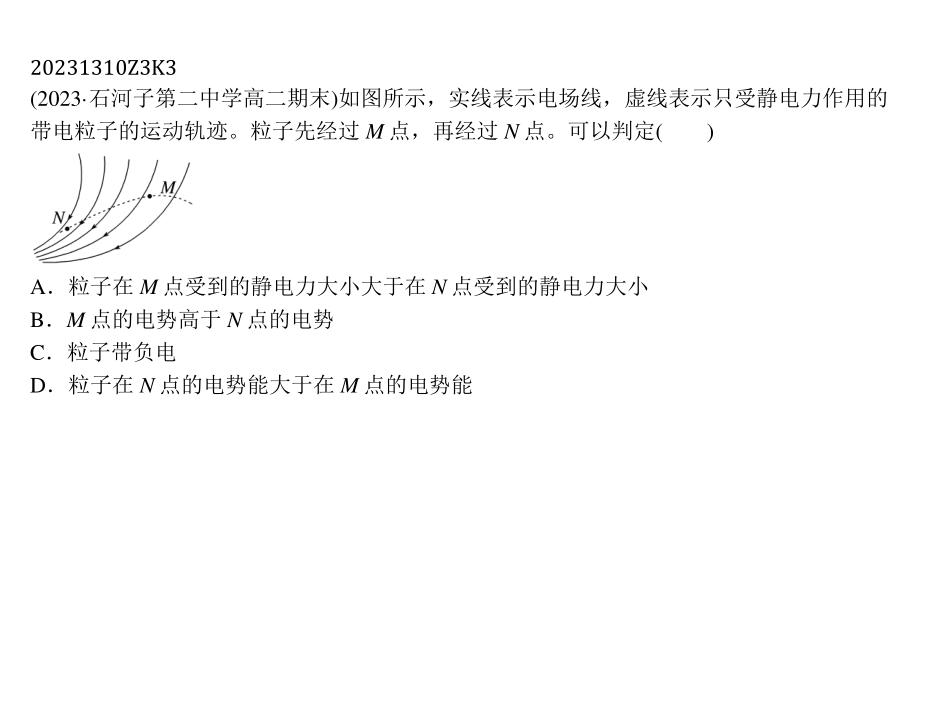 20231310Z3K3
(2023·石河子第二中学高二期末)如图所示，实线表示电场线，虚线表示只受静电力作用的
带电粒子的运动轨迹。粒子先经过 M 点，再经过 N 点。可以判定(　　)
M
N
A．粒子在 M 点受到的静电力大小大于在 N 点受到的静电力大小
B．M 点的电势高于 N 点的电势
C．粒子带负电
D．粒子在 N 点的电势能大于在 M 点的电势能